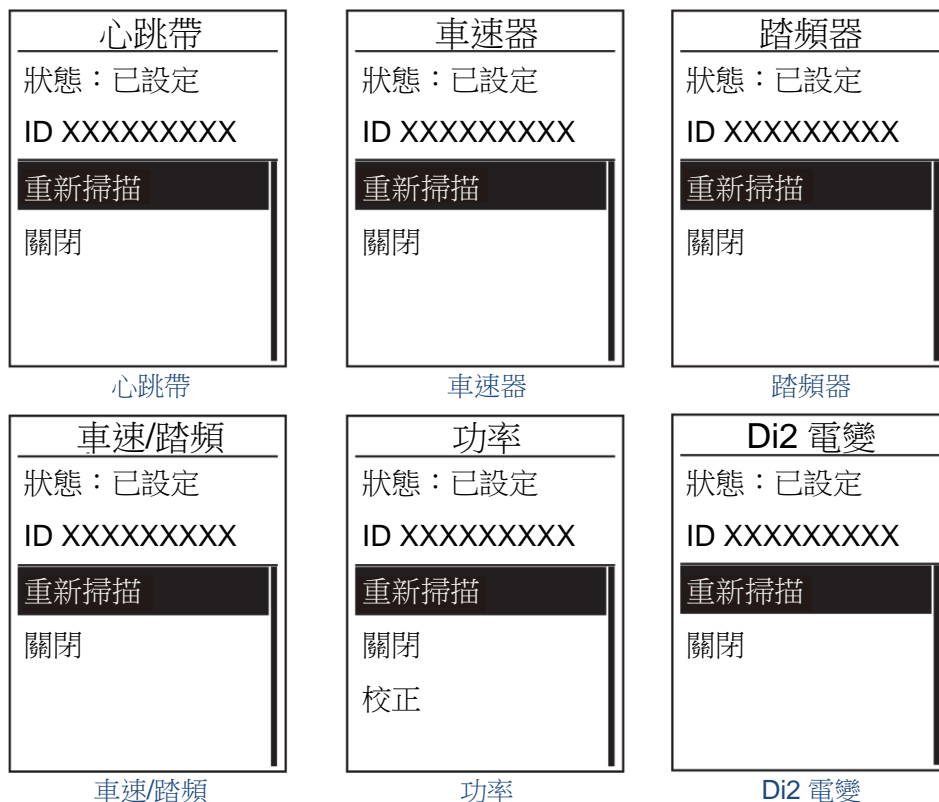 心跳帶
狀態：已設定
ID XXXXXXXXX
重新掃描
關閉
心跳帶
車速器
狀態：已設定
ID XXXXXXXXX
重新掃描
關閉
車速器
踏頻器
狀態：已設定
ID XXXXXXXXX
重新掃描
關閉
踏頻器
車速/踏頻
狀態：已設定
ID XXXXXXXXX
重新掃描
關閉
車速/踏頻
功率
狀態：已設定
ID XXXXXXXXX
重新掃描
關閉
校正
功率
Di2 電變
狀態：已設定
ID XXXXXXXXX
重新掃描
關閉
Di2 電變